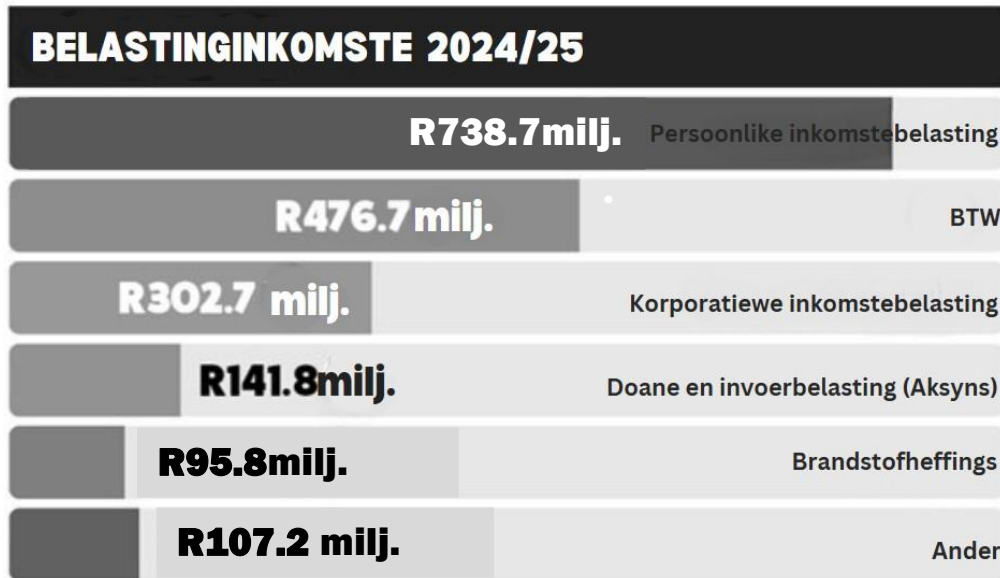 BELASTINGINKOMSTE 2024/25
R738.7milj. Persoonlike inkomstebelasting
R476.7milj. BTW
R302.7 milj. Korporatiewe inkomstebelasting
R141.8milj. Doane en invoerbelasting (Aksyns)
R95.8milj. Brandstofheffings
R107.2 milj. Ander